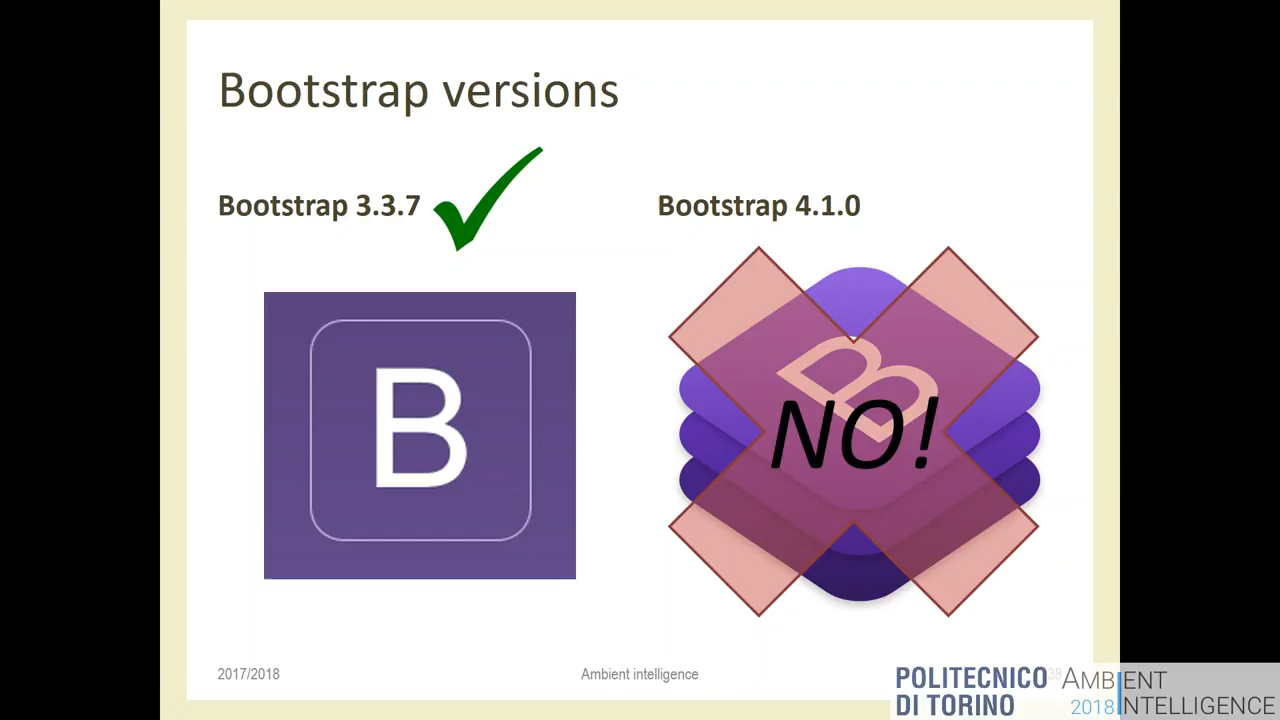 Bootstrap versions
Bootstrap 3.3.7
Bootstrap 4.1.0
B
B
NO!
2017/2018
Ambient intelligence
38
POLITECNICO
DI TORINO
AMBIENT
2018 INTELLIGENCE